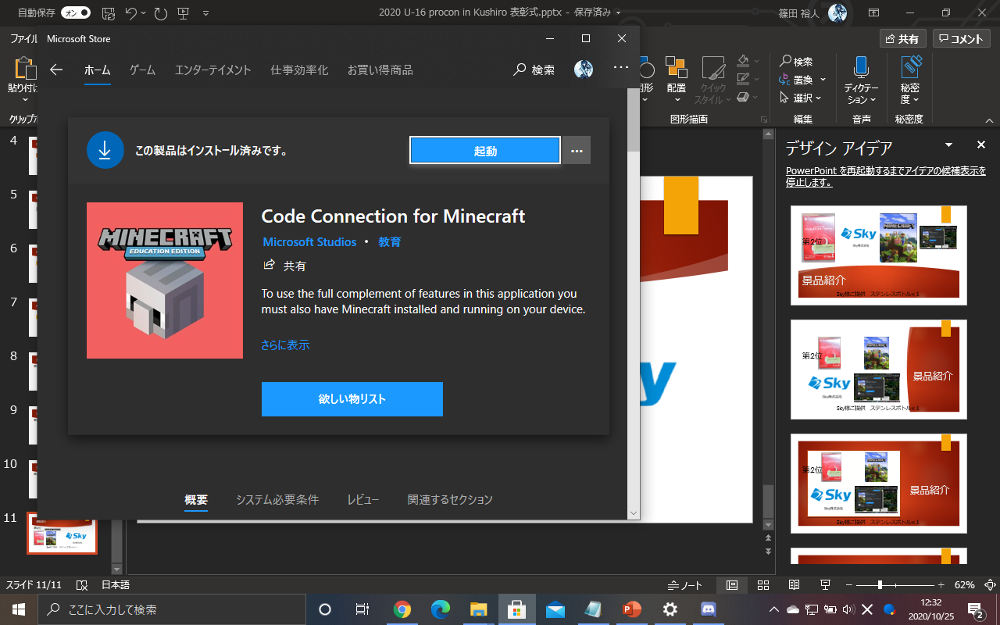 自動保存 オン
2020 U-16 procon in Kushiro 表彰式.pptx - 保存済み
篠田 裕人
ファイル
共有
コメント
貼り付け
クリップボ
図形
配置
クイック
スタイル
図形描画
検索
置換
選択
編集
ディクテー
ション
音声
秘密
度
秘密度
Microsoft Store
ホーム
ゲーム
エンターテイメント
仕事効率化
お買い得商品
検索
この製品はインストール済みです。
起動
MINECRAFT
EDUCATION EDITION
Code Connection for Minecraft
Microsoft Studios • 教育
共有
To use the full complement of features in this application you
must also have Minecraft installed and running on your device.
さらに表示
欲しい物リスト
概要
システム必要条件
レビュー
関連するセクション
4
5
6
7
8
9
10
11
Sky
デザイン アイデア
PowerPoint を再起動するまでアイデアの候補表示を
停止します。
第2位
Sky
Sky株式会社
MINECRAFT
景品紹介
Sky様ご提供 ステンレスボトル×1
第2位
Sky
Sky株式会社
景品紹介
Sky様ご提供 ステンレスボトル×1
第2位
Sky
Sky株式会社
景品紹介
Sky様ご提供 ステンレスボトル×1
スライド 11/11
日本語
ノート
62%
ここに入力して検索
12:32
2020/10/25
2